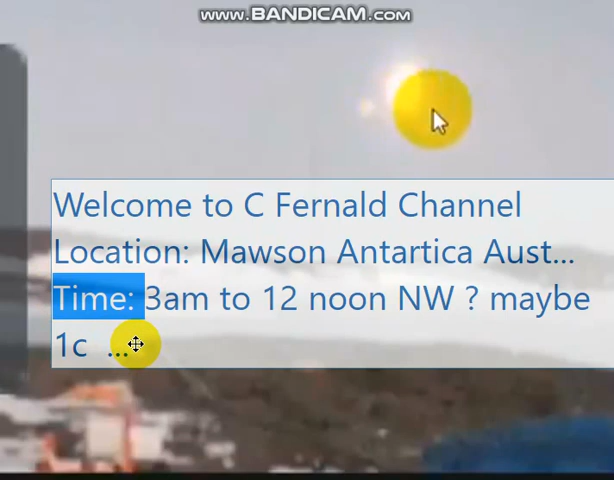 www.BANDICAM.com
Welcome to C Fernald Channel
Location: Mawson Antartica Aust...
Time: 3am to 12 noon NW ? maybe
1c ...